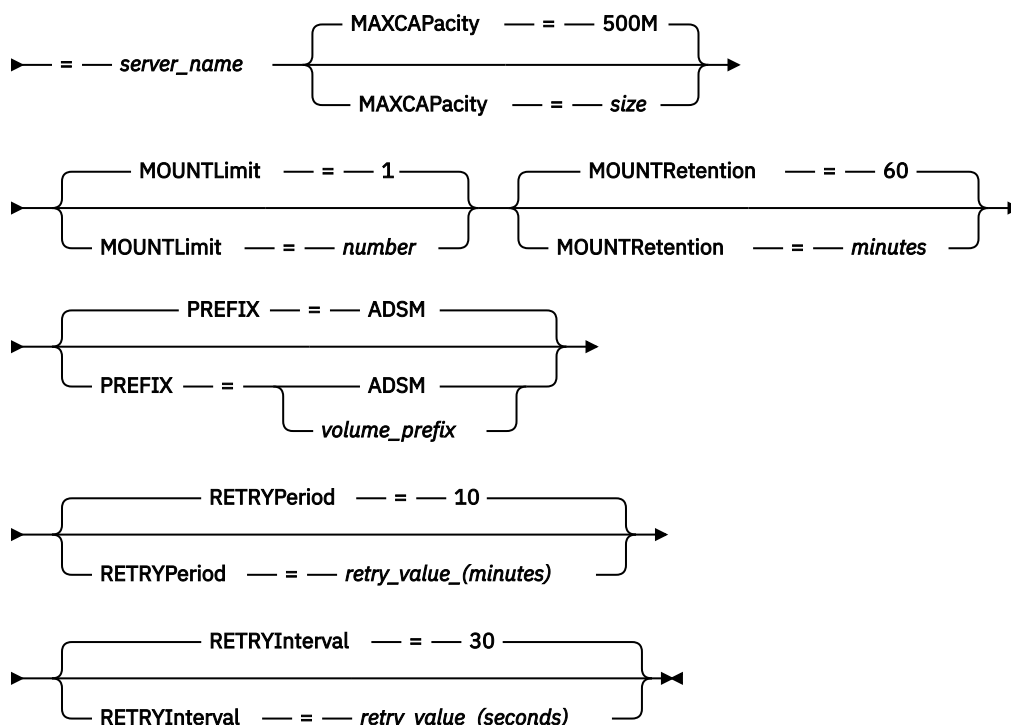 MAXCAPacity = 500M
= server_name
MAXCAPacity = size
MOUNTLimit = 1 MOUNTRetention = 60
MOUNTLimit = number MOUNTRetention = minutes
PREFIX = ADSM
PREFIX = ADSM
volume_prefix
RETRYPeriod = 10
RETRYPeriod = retry_value_(minutes)
RETRYInterval = 30
RETRYInterval = retry_value_(seconds)